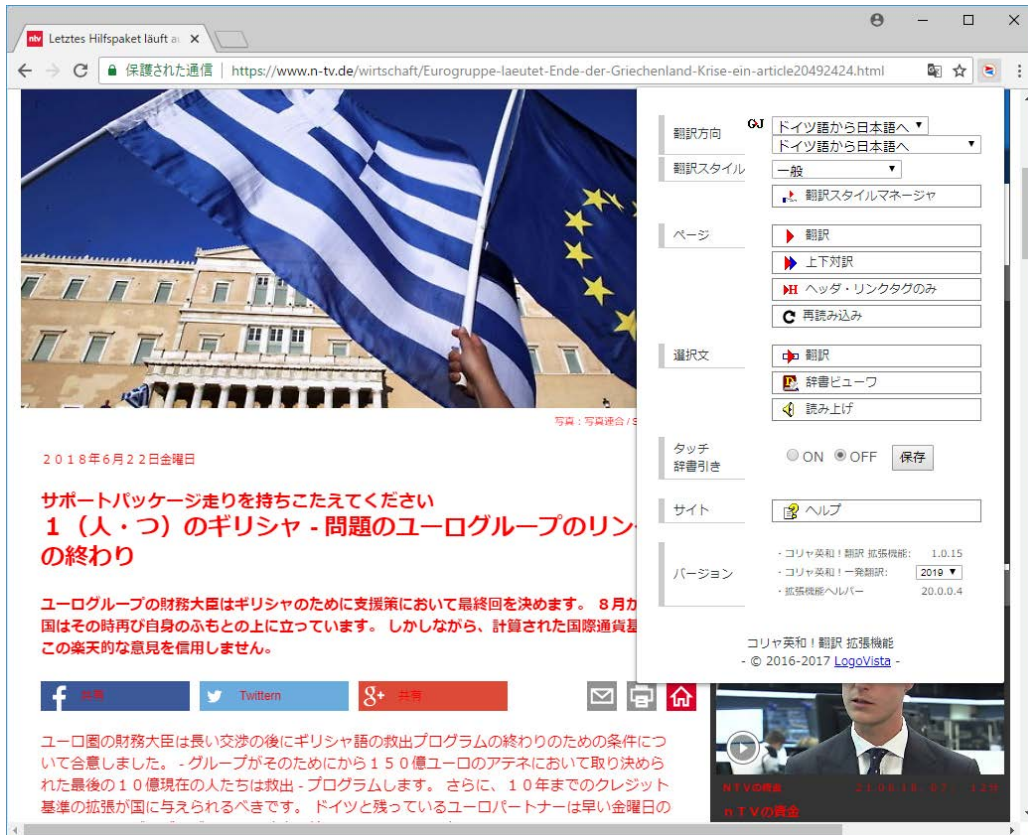 ntv Letztes Hilfspaket läuft a
保護された通信 | https://www.n-tv.de/wirtschaft/Eurogruppe-laeutet-Ende-der-Griechenland-Krise-ein-article20492424.html
翻訳方向 GJ ドイツ語から日本語へ ▼
ドイツ語から日本語へ ▼
翻訳スタイル 一般 ▼
翻訳スタイルマネージャ
ページ 翻訳
上下対訳
H ヘッダ・リンクタグのみ
再読み込み
選択文 翻訳
辞書ビューワ
読み上げ
タッチ
辞書引き ON OFF 保存
サイト ヘルプ
バージョン
・コリャ英和!翻訳 拡張機能: 1.0.15
・コリャ英和!一発翻訳: 2019 ▼
・拡張機能ヘルパー 20.0.0.4
コリャ英和!翻訳 拡張機能
- © 2016-2017 LogoVista -
写真:写真連合 / S
2018年6月22日金曜日
サポートパッケージ走りを持ちこたえてください
1(人・つ)のギリシャ - 問題のユーログループのリン
の終わり
ユーログループの財務大臣はギリシャのために支援策において最終回を決めます。 8月か
国はその時再び自身のふもとの上に立っています。 しかしながら、計算された国際通貨基
この楽天的な意見を信用しません。
f
Twittern
8+ 共有
ユーロ圏の財務大臣は長い交渉の後にギリシャ語の救出プログラムの終わりのための条件につ
いて合意しました。 - グループがそのためにから150億ユーロのアテネにおいて取り決めら
れた最後の10億現在の人たちは救出 - プログラムします。 さらに、10年までのクレジット
基準の拡張が国に与えられるべきです。 ドイツと残っているユーロパートナーは早い金曜日の
NTVの資金
nTVの資金